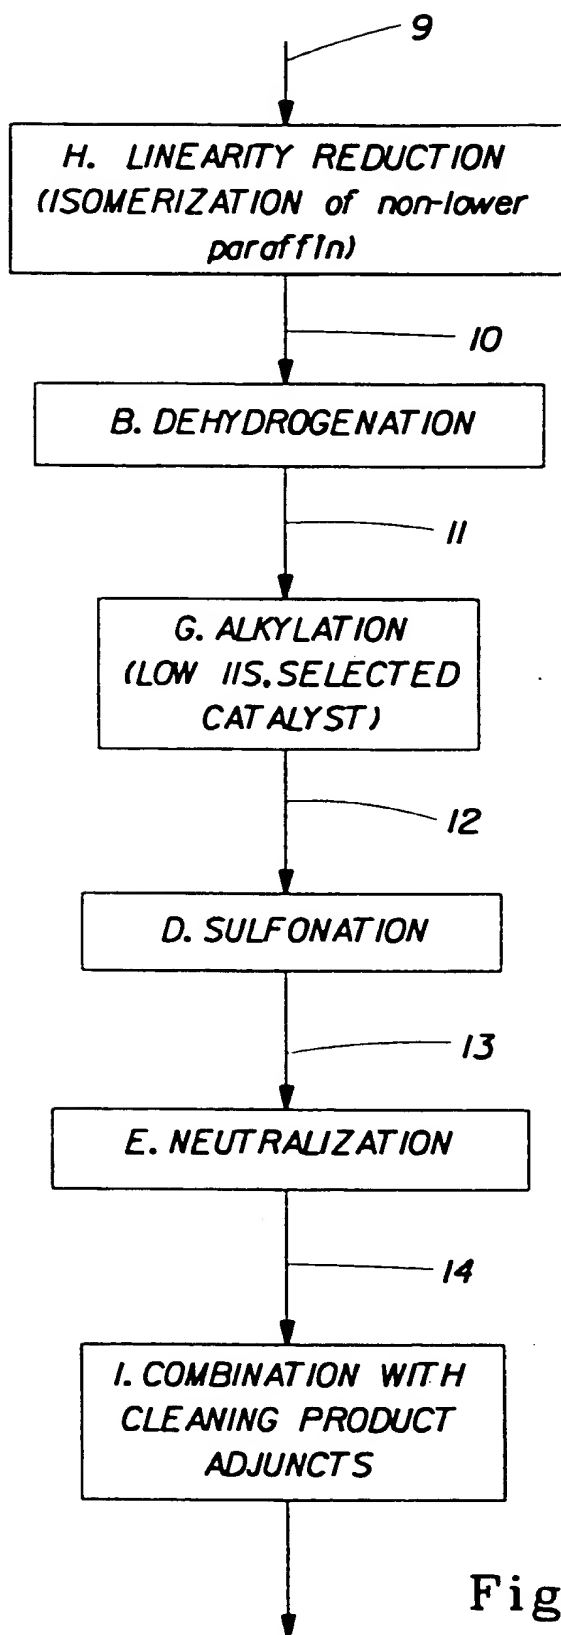 9
H. LINEARITY REDUCTION
(ISOMERIZATION of non-lower
paraffin)
10
B. DEHYDROGENATION
11
G. ALKYLATION
(LOW IIS. SELECTED
CATALYST)
12
D. SULFONATION
13
E. NEUTRALIZATION
14
I. COMBINATION WITH
CLEANING PRODUCT
ADJUNCTS
Fig